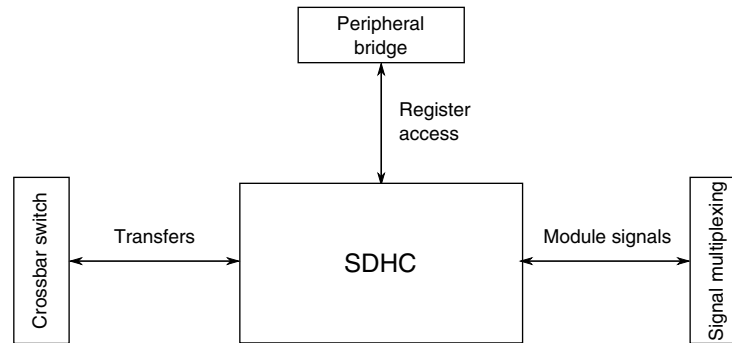 Peripheral
bridge
Register
access
Crossbar switch
Transfers
SDHC
Module signals
Signal multiplexing